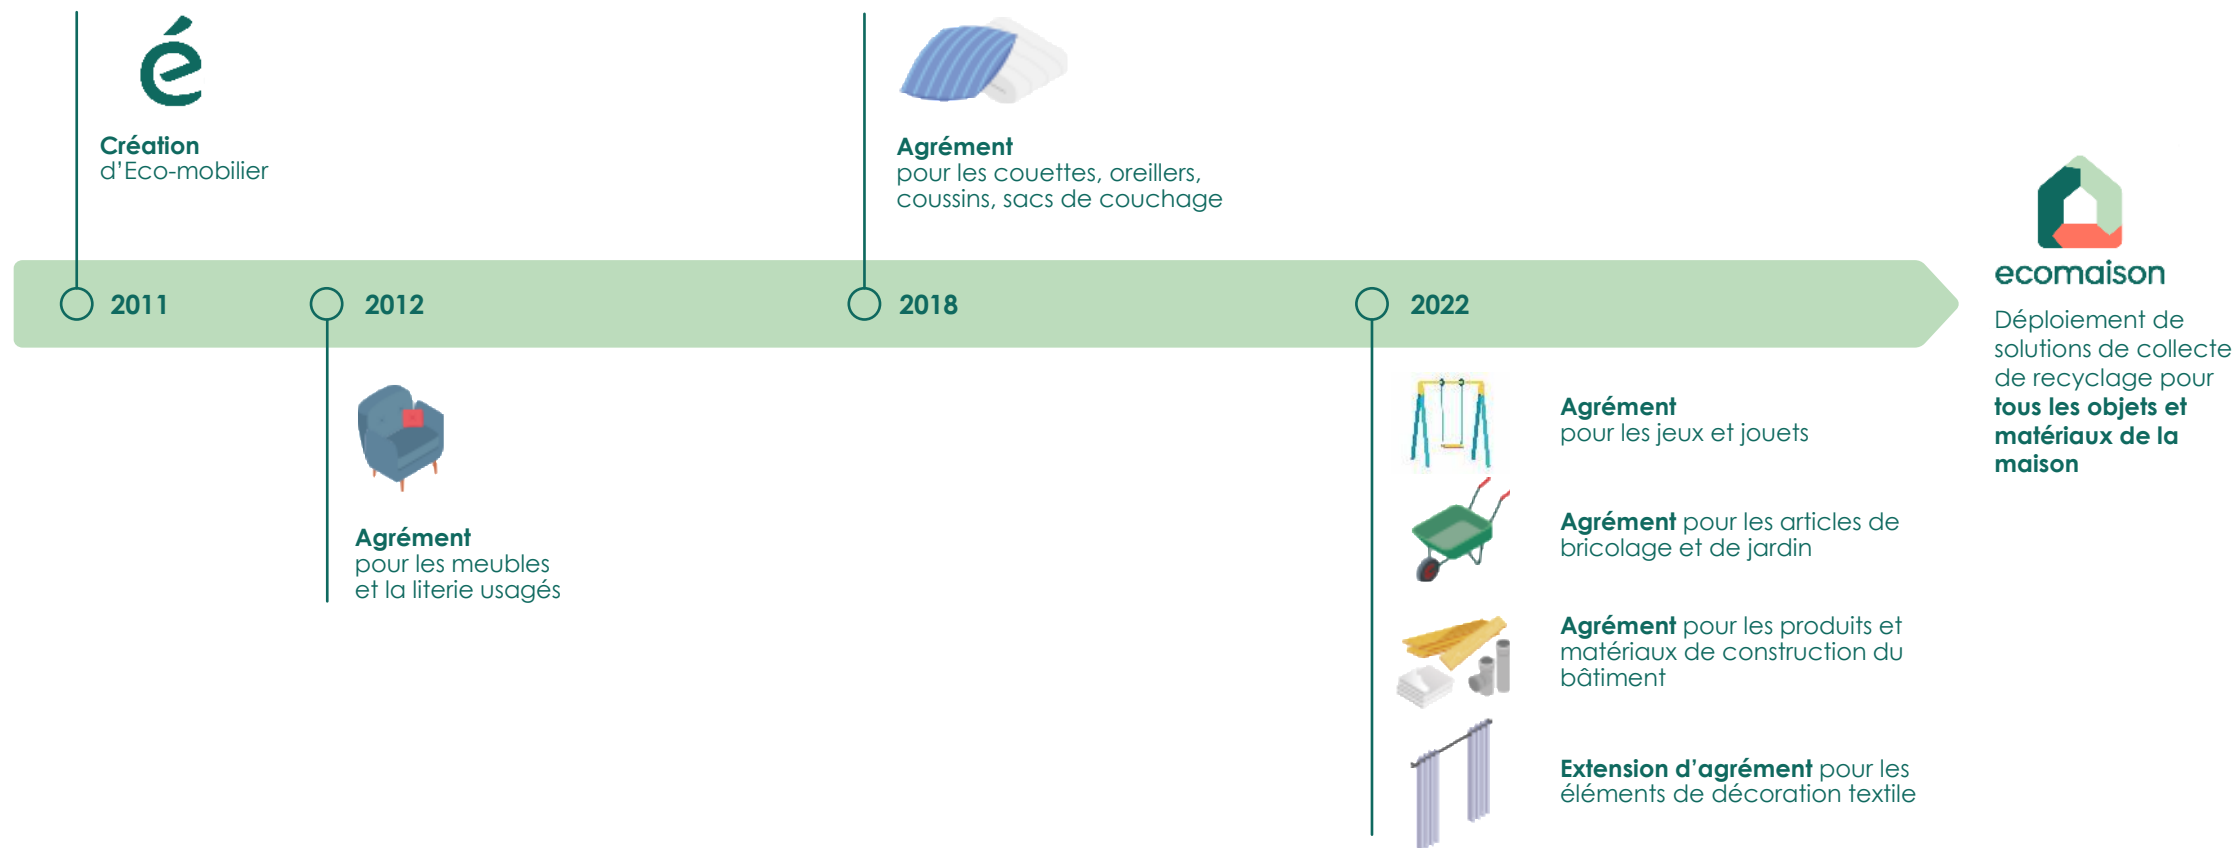 é
Création
d’Eco-mobilier
Agrément
pour les couettes, oreillers,
coussins, sacs de couchage
2011
2012
2018
2022
Agrément
pour les meubles
et la literie usagés
Agrément
pour les jeux et jouets
Agrément pour les articles de
bricolage et de jardin
Agrément pour les produits et
matériaux de construction du
bâtiment
Extension d’agrément pour les
éléments de décoration textile
ecomaison
Déploiement de
solutions de collecte
de recyclage pour
tous les objets et
matériaux de la
maison